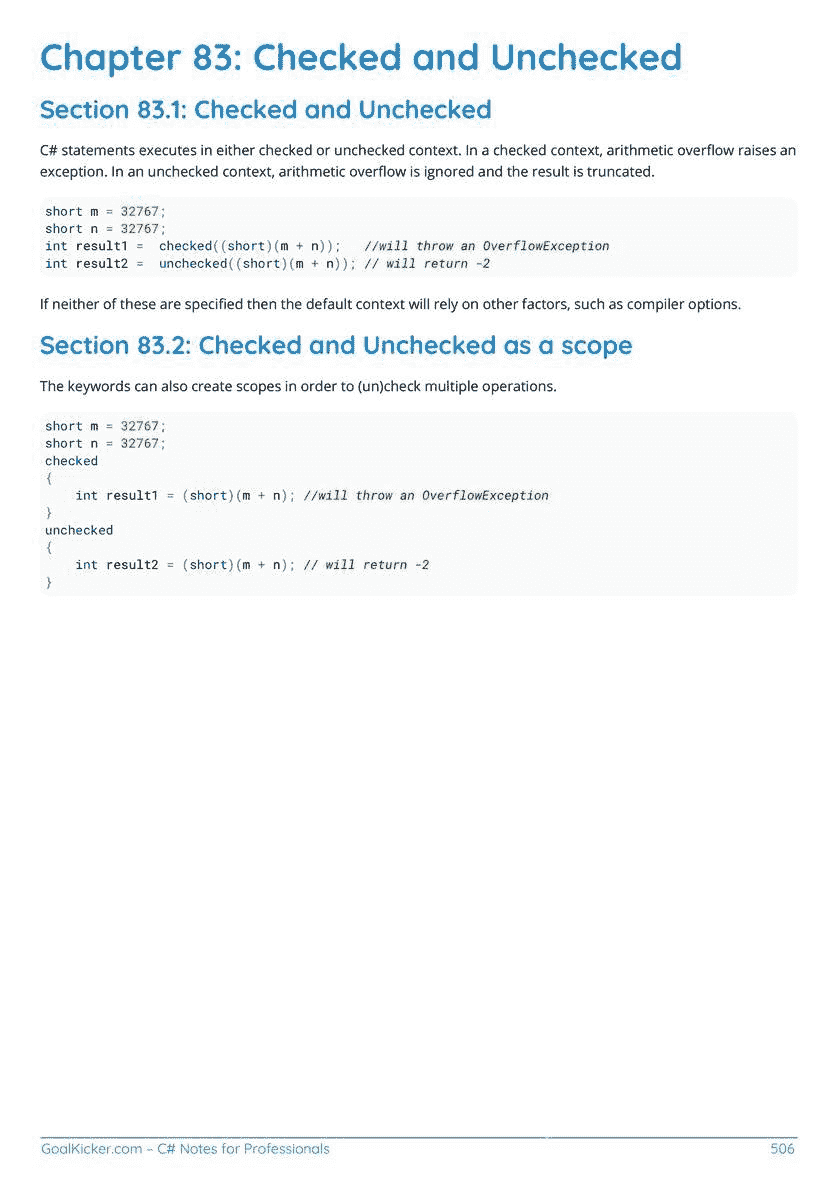 Chapter 83: Checked and Unchecked
Section 83.1: Checked and Unchecked
C# statements executes in either checked or unchecked context. In a checked context, arithmetic overflow raises an
exception. In an unchecked context, arithmetic overflow is ignored and the result is truncated.
short m = 32767;
short n = 32767;
int result1 =  checked((short)(m + n));   //will throw an OverflowException
int result2 =  unchecked((short)(m + n)); // will return -2
If neither of these are specified then the default context will rely on other factors, such as compiler options.
Section 83.2: Checked and Unchecked as a scope
The keywords can also create scopes in order to (un)check multiple operations.
short m = 32767;
short n = 32767;
checked
{
    int result1 = (short)(m + n); //will throw an OverflowException
}
unchecked
{
    int result2 = (short)(m + n); // will return -2
}
GoalKicker.com – C# Notes for Professionals 506